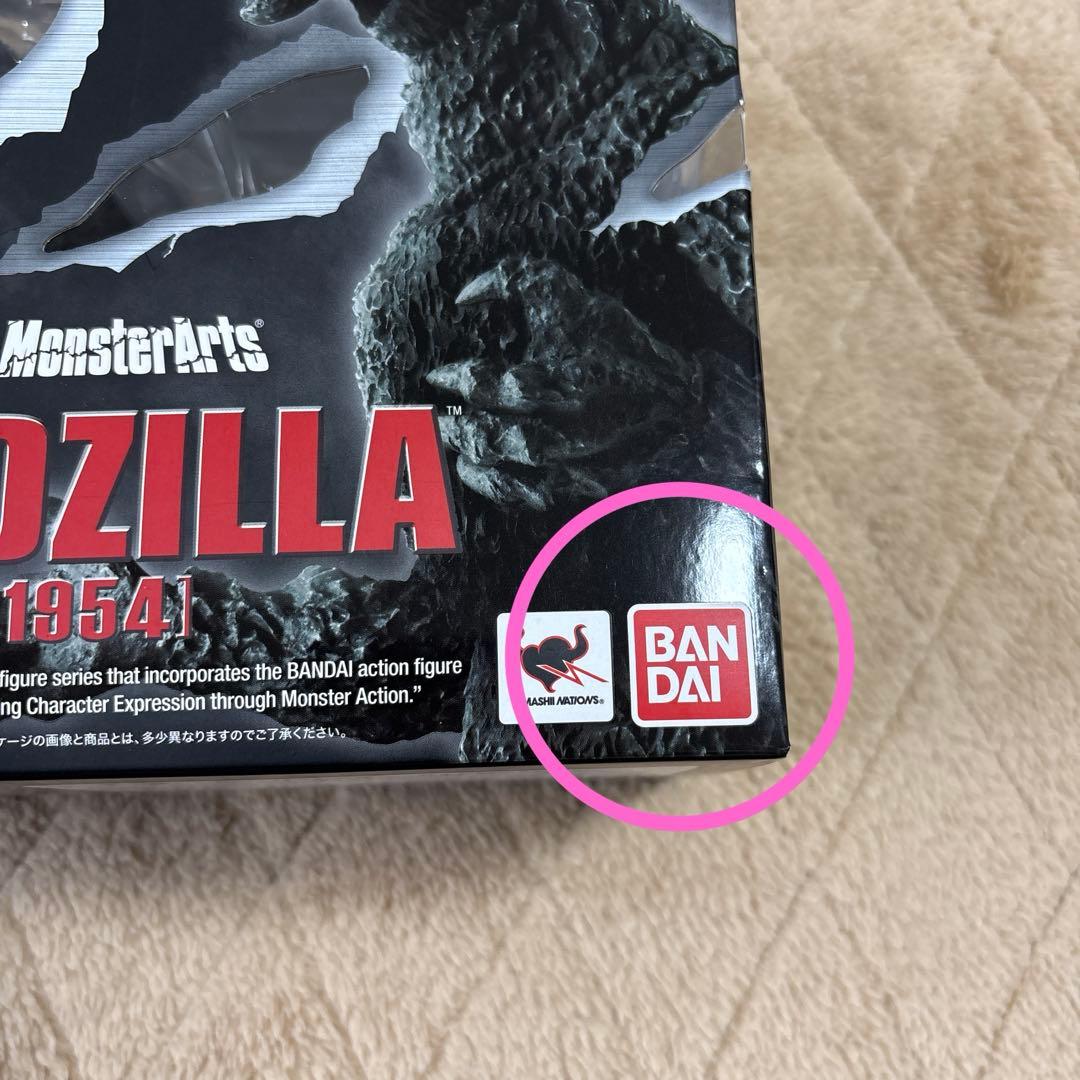 MonsterArts®
DZILLA™
1954]
figure series that incorporates the BANDAI action figure
ng Character Expression through Monster Action."
MASHII NATIONS®
BAN
DAI
ケージの画像と商品とは、多少異なりますのでご了承ください。